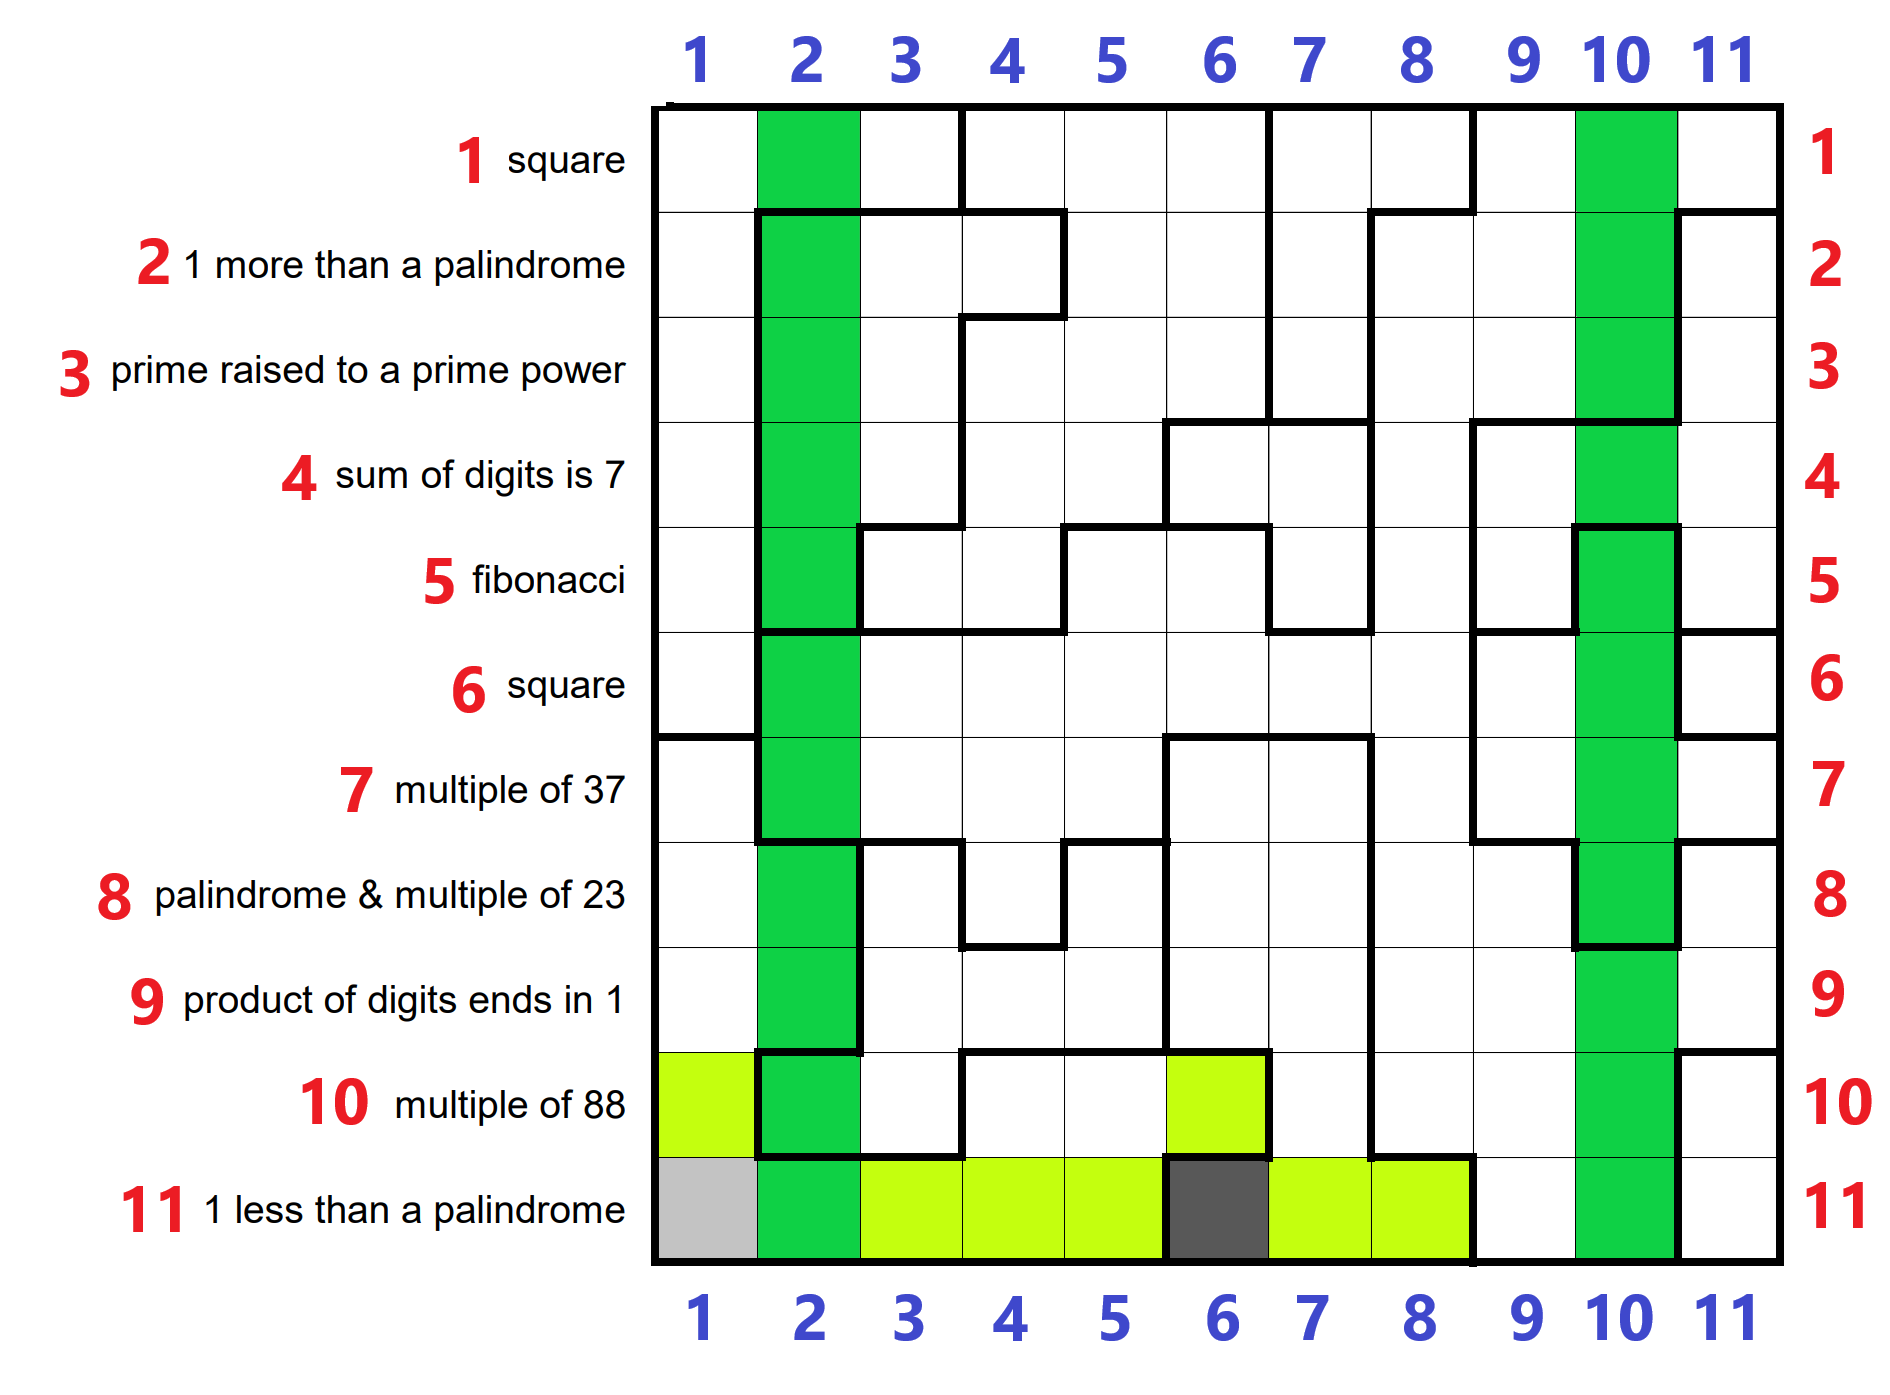 1 2 3 4 5 6 7 8 9 10 11
1 square 1
2 1 more than a palindrome 2
3 prime raised to a prime power 3
4 sum of digits is 7 4
5 fibonacci 5
6 square 6
7 multiple of 37 7
8 palindrome & multiple of 23 8
9 product of digits ends in 1 9
10 multiple of 88 10
11 1 less than a palindrome 11
1 2 3 4 5 6 7 8 9 10 11